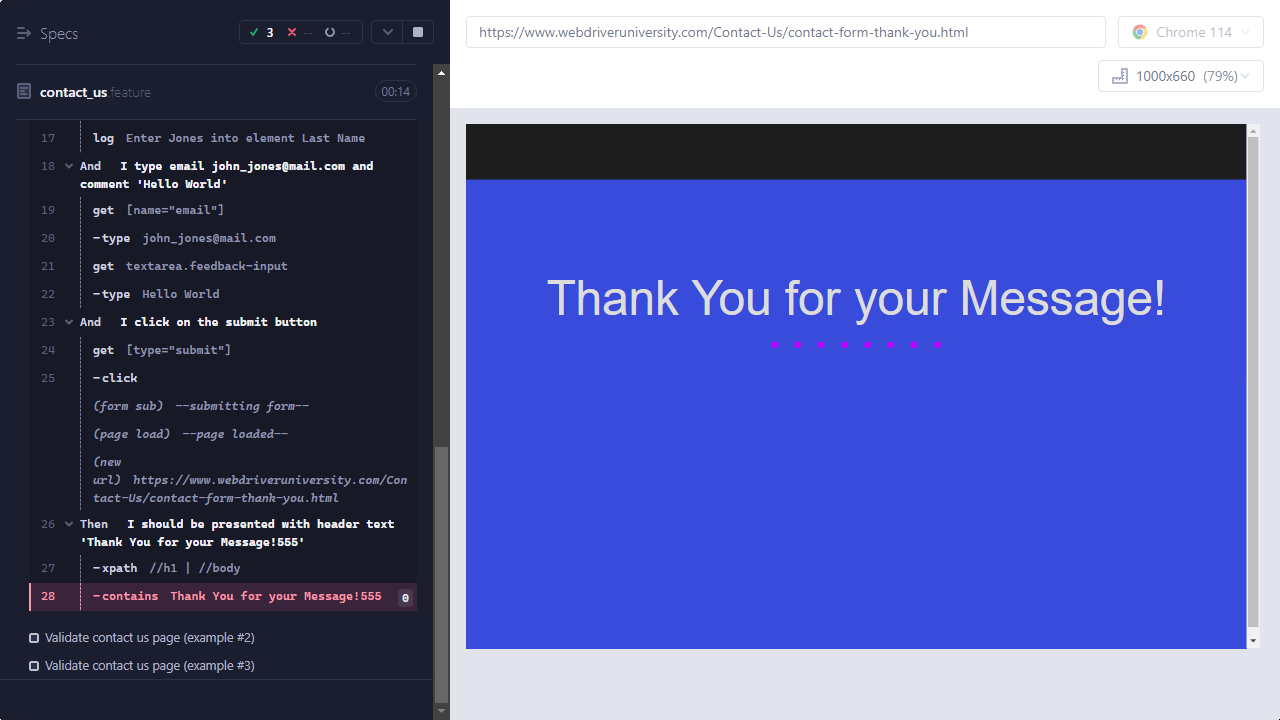 Specs
3 -- --
https://www.webdriveruniversity.com/Contact-Us/contact-form-thank-you.html
Chrome 114
1000x660 (79%)
contact_us.feature 00:14
17 log Enter Jones into element Last Name
18 And I type email john_jones@mail.com and
comment 'Hello World'
19 get [name="email"]
20 -type john_jones@mail.com
21 get textarea.feedback-input
22 -type Hello World
23 And I click on the submit button
24 get [type="submit"]
25 -click
(form sub) --submitting form--
(page load) --page loaded--
(new
url) https://www.webdriveruniversity.com/Con
tact-Us/contact-form-thank-you.html
26 Then I should be presented with header text
'Thank You for your Message!555'
27 -xpath //h1 | //body
28 -contains Thank You for your Message!555 0
Validate contact us page (example #2)
Validate contact us page (example #3)
Thank You for your Message!